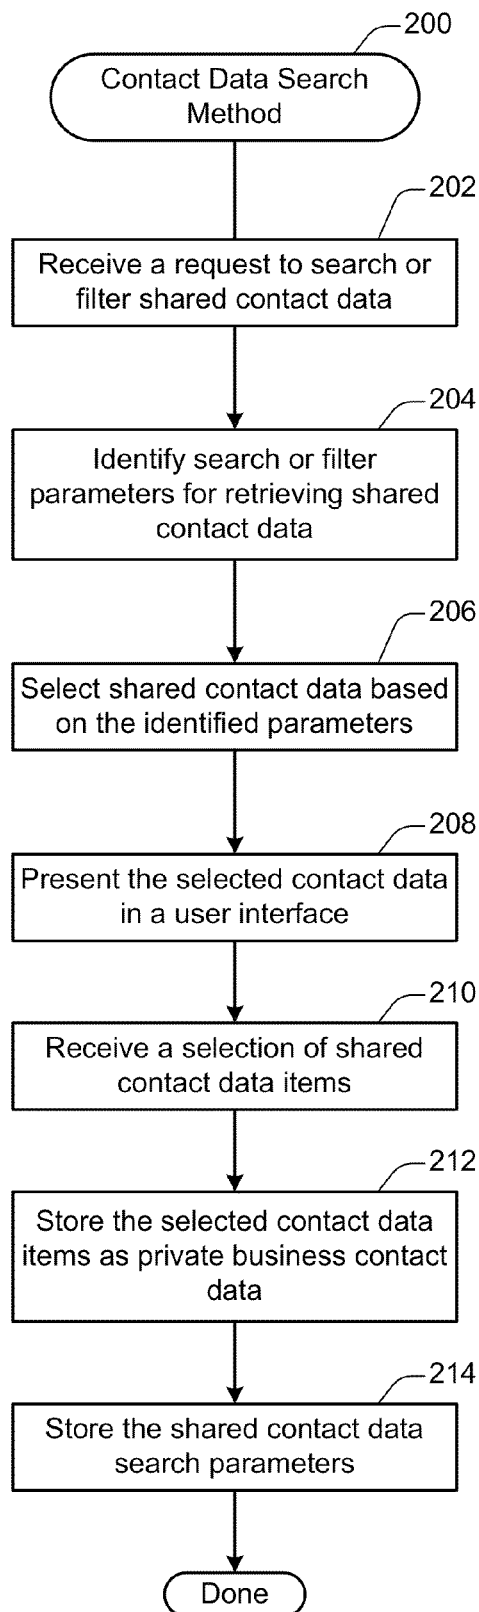 200
Contact Data Search
Method
202
Receive a request to search or
filter shared contact data
204
Identify search or filter
parameters for retrieving shared
contact data
206
Select shared contact data based
on the identified parameters
208
Present the selected contact data
in a user interface
210
Receive a selection of shared
contact data items
212
Store the selected contact data
items as private business contact
data
214
Store the shared contact data
search parameters
Done